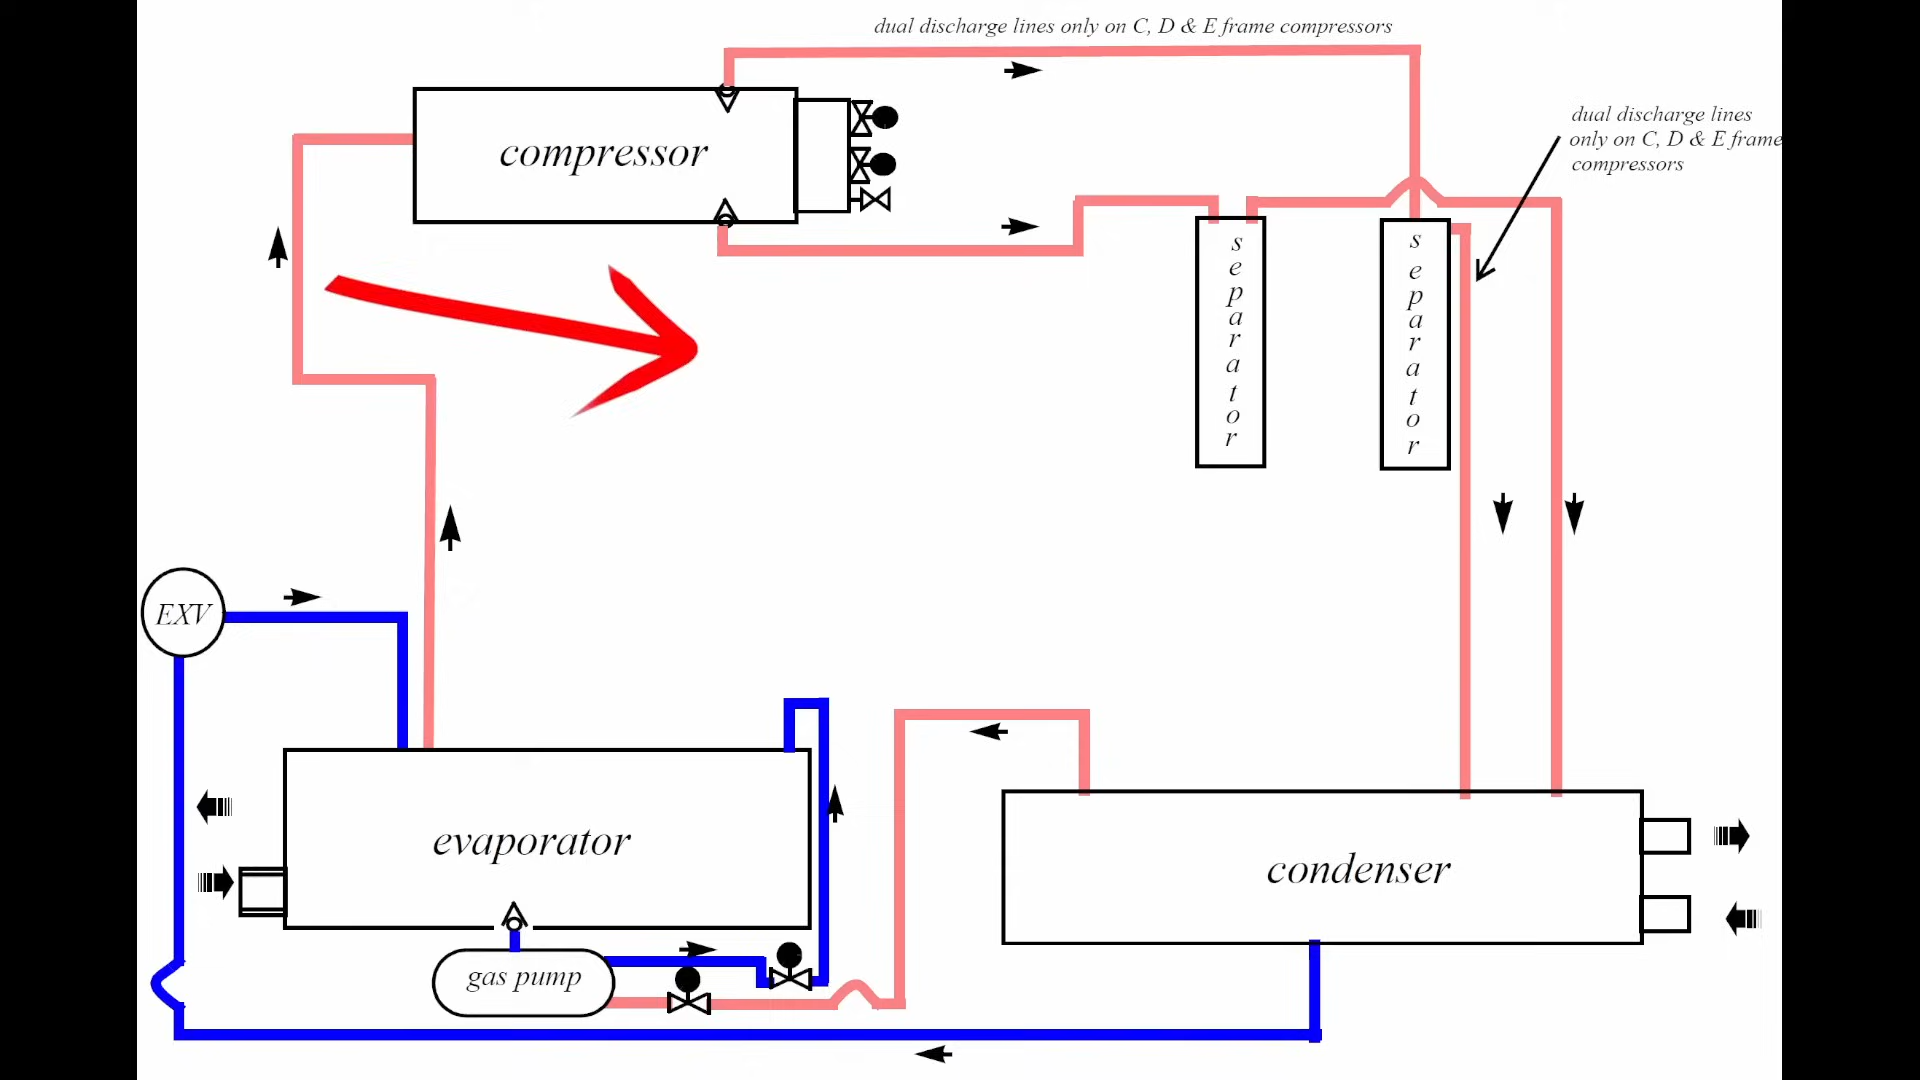 dual discharge lines only on C, D & E frame compressors
dual discharge lines
only on C, D & E frame
compressors
compressor
separator
separator
EXV
evaporator
condenser
gas pump